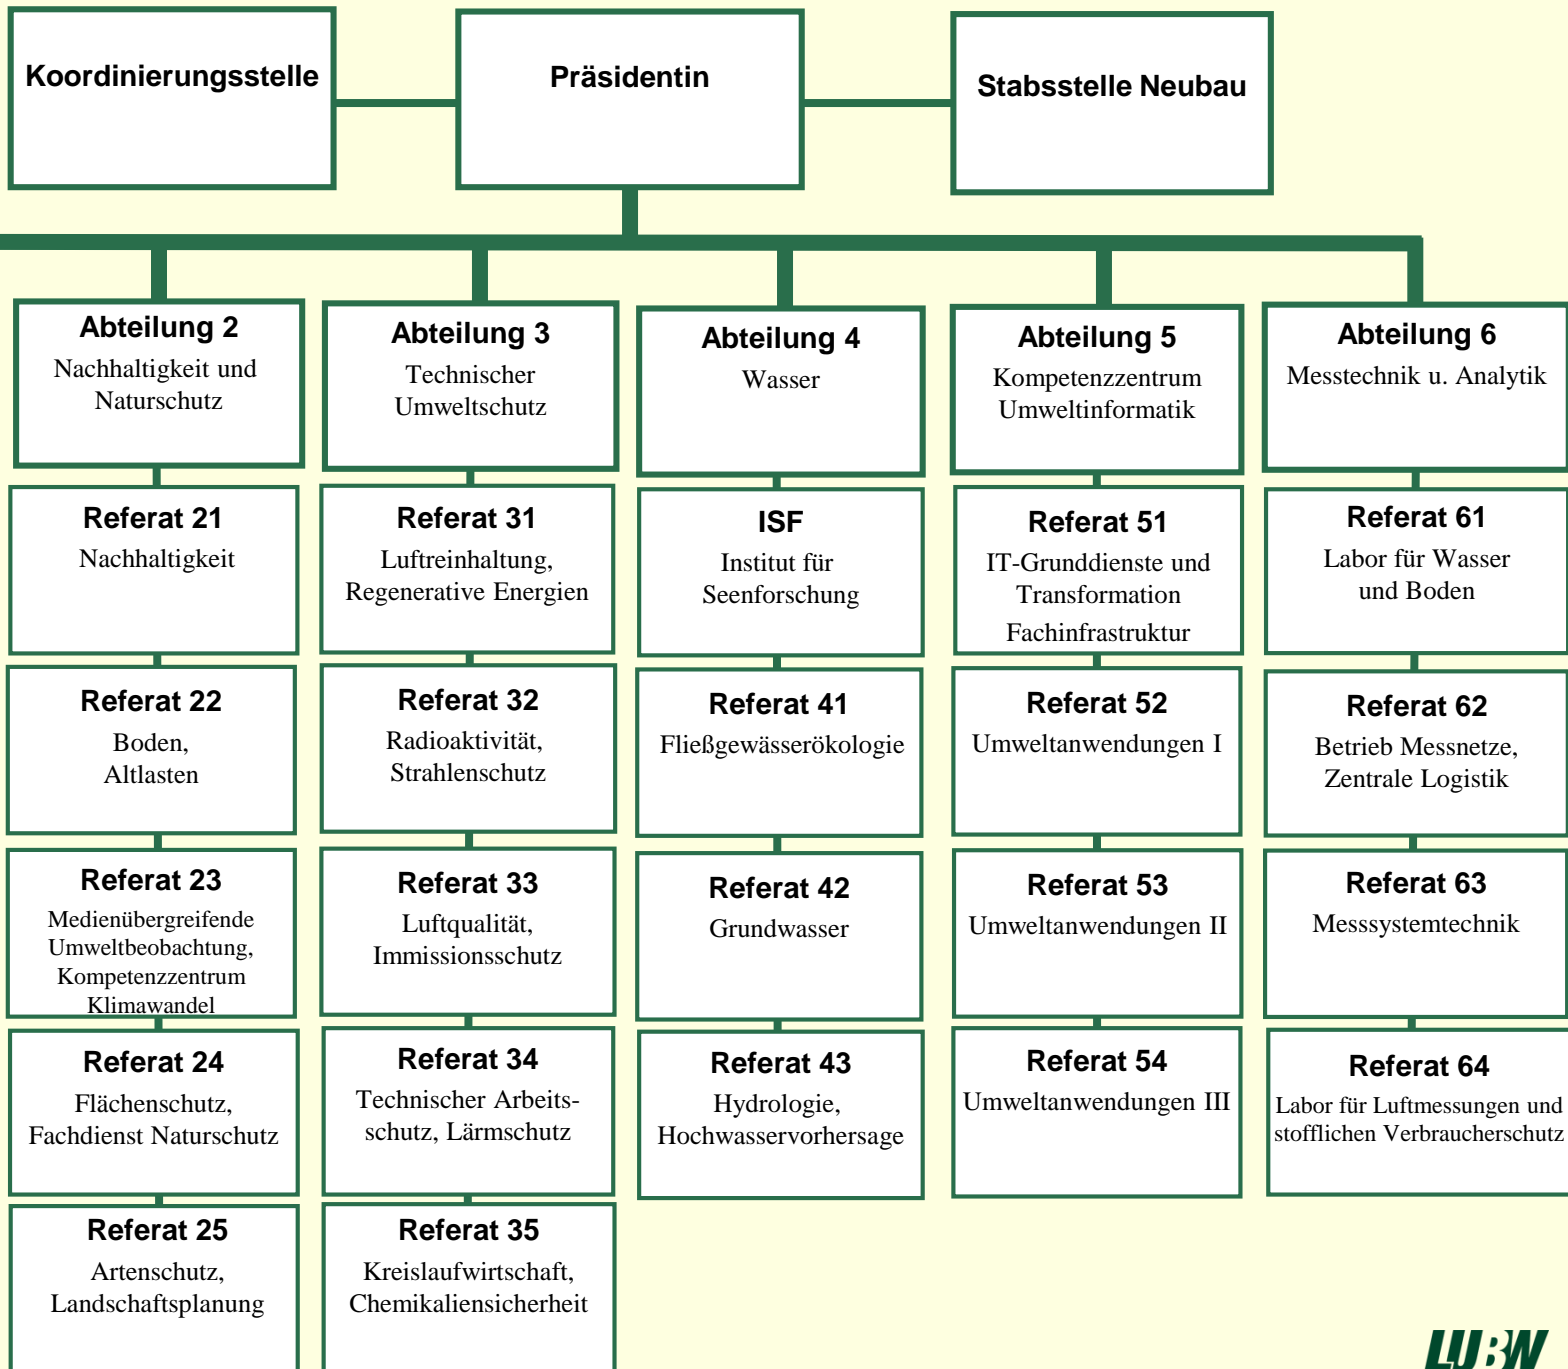 Koordinierungsstelle
Präsidentin
Stabsstelle Neubau
Abteilung 2
Nachhaltigkeit und
Naturschutz
Referat 21
Nachhaltigkeit
Referat 22
Boden,
Altlasten
Referat 23
Medienübergreifende
Umweltbeobachtung,
Kompetenzzentrum
Klimawandel
Referat 24
Flächenschutz,
Fachdienst Naturschutz
Referat 25
Artenschutz,
Landschaftsplanung
Abteilung 3
Technischer
Umweltschutz
Referat 31
Luftreinhaltung,
Regenerative Energien
Referat 32
Radioaktivität,
Strahlenschutz
Referat 33
Luftqualität,
Immissionsschutz
Referat 34
Technischer Arbeits-
schutz, Lärmschutz
Referat 35
Kreislaufwirtschaft,
Chemikaliensicherheit
Abteilung 4
Wasser
ISF
Institut für
Seenforschung
Referat 41
Fließgewässerökologie
Referat 42
Grundwasser
Referat 43
Hydrologie,
Hochwasservorhersage
Abteilung 5
Kompetenzzentrum
Umweltinformatik
Referat 51
IT-Grunddienste und
Transformation
Fachinfrastruktur
Referat 52
Umweltanwendungen I
Referat 53
Umweltanwendungen II
Referat 54
Umweltanwendungen III
Abteilung 6
Messtechnik u. Analytik
Referat 61
Labor für Wasser
und Boden
Referat 62
Betrieb Messnetze,
Zentrale Logistik
Referat 63
Messsystemtechnik
Referat 64
Labor für Luftmessungen und
stofflichen Verbraucherschutz
LUBW